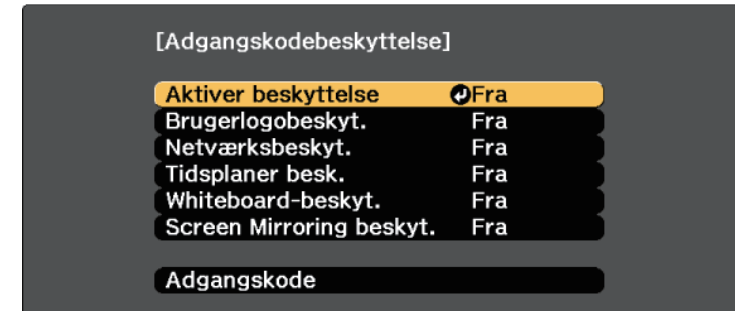 [Adgangskodebeskyttelse]
Aktiver beskyttelse Fra
Brugerlogobeskyt. Fra
Netværksbeskyt. Fra
Tidsplaner besk. Fra
Whiteboard-beskyt. Fra
Screen Mirroring beskyt. Fra
Adgangskode